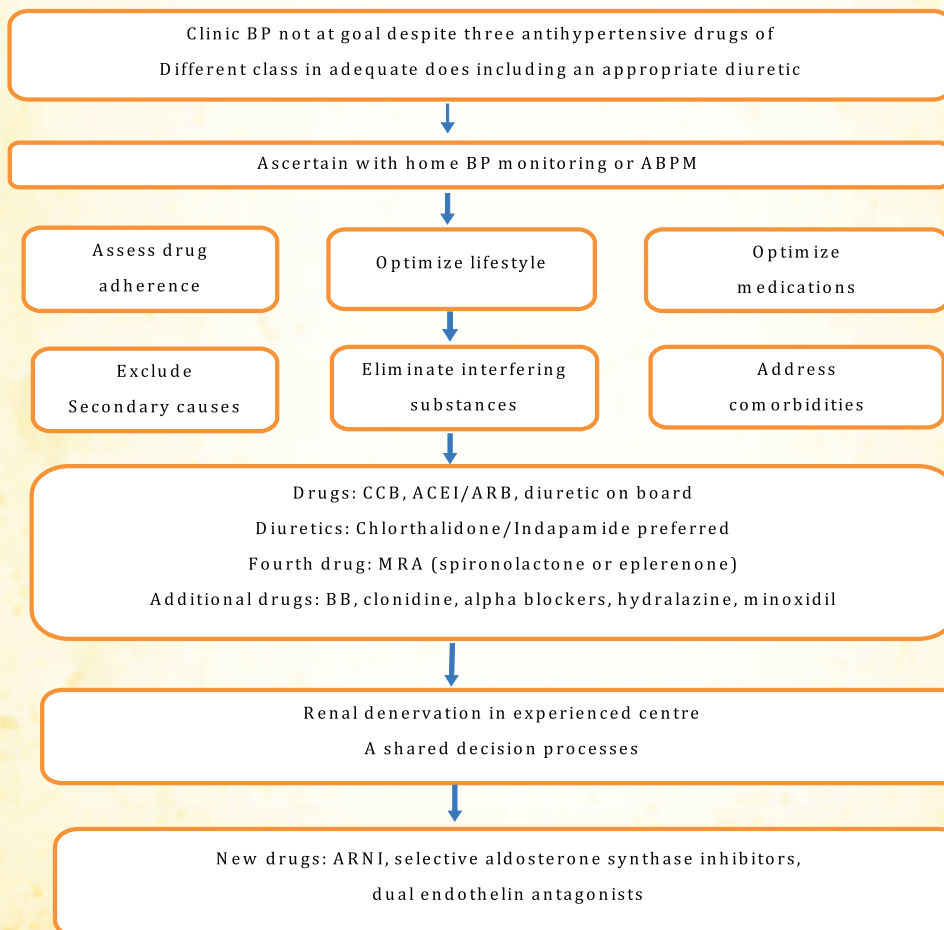 Clinic BP not at goal despite three antihypertensive drugs of
Different class in adequate does including an appropriate diuretic
Ascertain with home BP monitoring or ABPM
Assess drug
adherence
Optimize lifestyle
Optimize
medications
Exclude
Secondary causes
Eliminate interfering
substances
Address
comorbidities
Drugs: CCB, ACEI/ARB, diuretic on board
Diuretics: Chlorthalidone/Indapamide preferred
Fourth drug: MRA (spironolactone or eplerenone)
Additional drugs: BB, clonidine, alpha blockers, hydralazine, minoxidil
Renal denervation in experienced centre
A shared decision processes
New drugs: ARNI, selective aldosterone synthase inhibitors,
dual endothelin antagonists